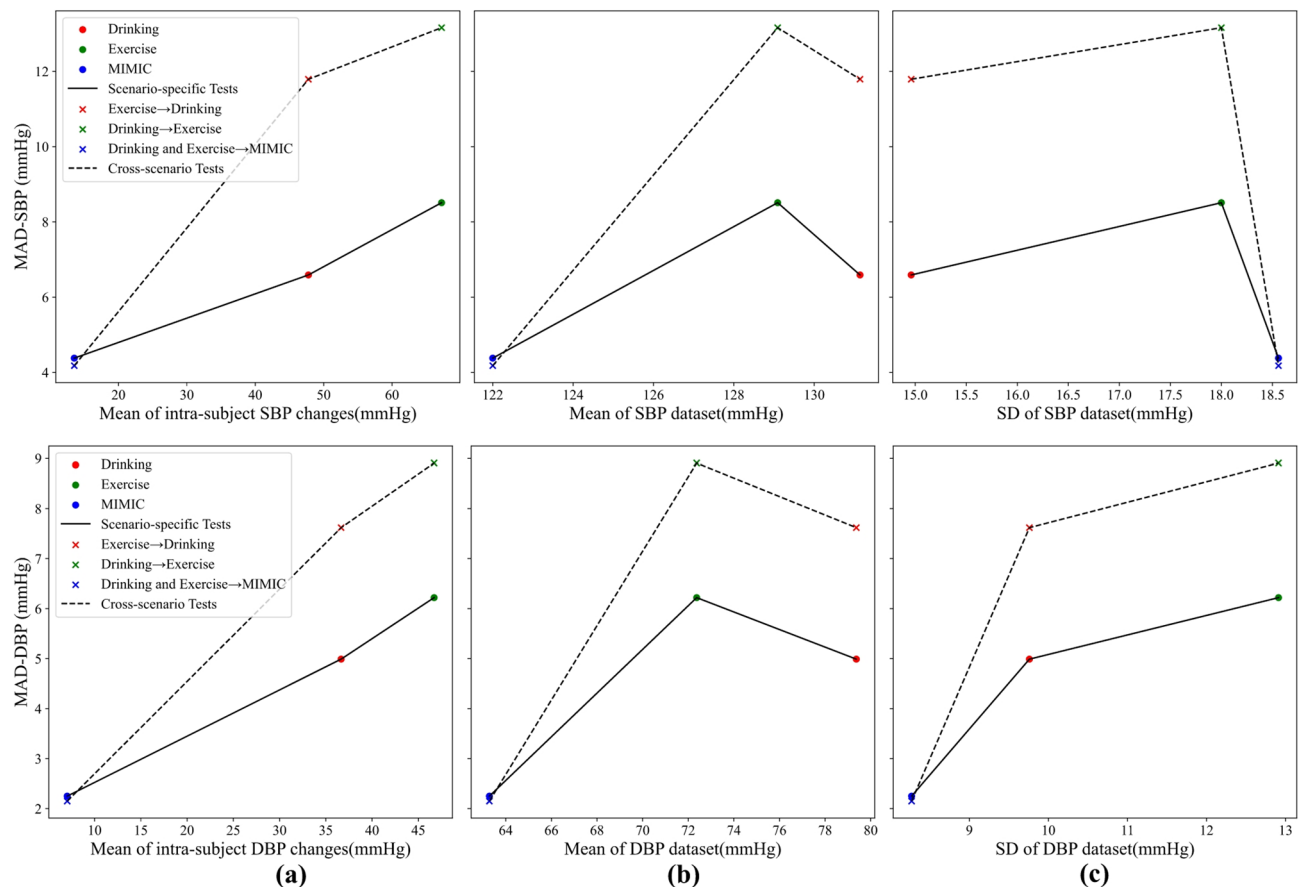 MAD-SBP (mmHg)
12
10
8
6
4
Drinking
Exercise
MIMIC
Scenario-specific Tests
Exercise→Drinking
Drinking→Exercise
Drinking and Exercise→MIMIC
Cross-scenario Tests
20 30 40 50 60
Mean of intra-subject SBP changes(mmHg)
122 124 126 128 130
Mean of SBP dataset(mmHg)
15.0 15.5 16.0 16.5 17.0 17.5 18.0 18.5
SD of SBP dataset(mmHg)
MAD-DBP (mmHg)
9
8
7
6
5
4
3
2
Drinking
Exercise
MIMIC
Scenario-specific Tests
Exercise→Drinking
Drinking→Exercise
Drinking and Exercise→MIMIC
Cross-scenario Tests
10 15 20 25 30 35 40 45
Mean of intra-subject DBP changes(mmHg)
64 66 68 70 72 74 76 78 80
Mean of DBP dataset(mmHg)
9 10 11 12 13
SD of DBP dataset(mmHg)
(a) (b) (c)